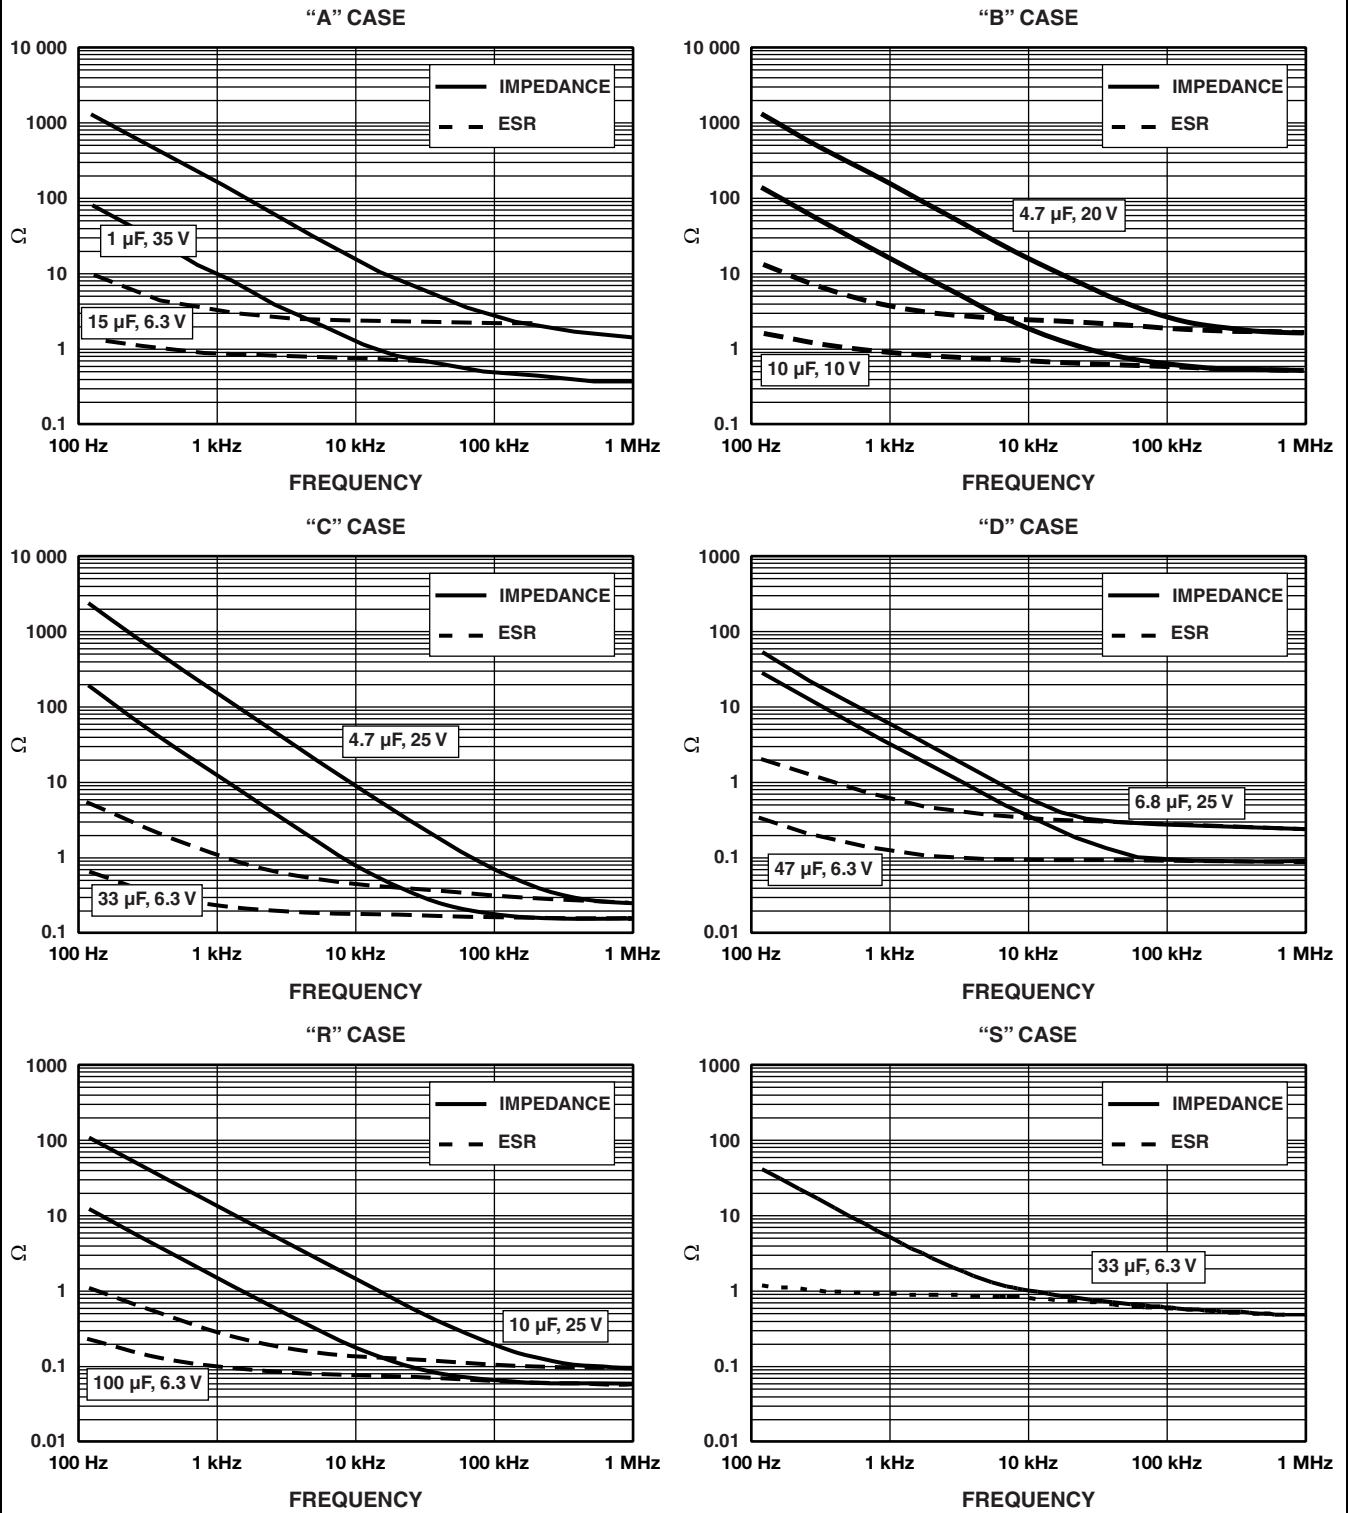 “A” CASE
10 000
1000
100
10
1
0.1
Ω
IMPEDANCE
ESR
1 µF, 35 V
15 µF, 6.3 V
100 Hz 1 kHz 10 kHz 100 kHz 1 MHz
FREQUENCY
“B” CASE
10 000
1000
100
10
1
0.1
Ω
IMPEDANCE
ESR
4.7 µF, 20 V
10 µF, 10 V
100 Hz 1 kHz 10 kHz 100 kHz 1 MHz
FREQUENCY
“C” CASE
10 000
1000
100
10
1
0.1
Ω
IMPEDANCE
ESR
4.7 µF, 25 V
33 µF, 6.3 V
100 Hz 1 kHz 10 kHz 100 kHz 1 MHz
FREQUENCY
“D” CASE
1000
100
10
1
0.1
0.01
Ω
IMPEDANCE
ESR
6.8 µF, 25 V
47 µF, 6.3 V
100 Hz 1 kHz 10 kHz 100 kHz 1 MHz
FREQUENCY
“R” CASE
1000
100
10
1
0.1
0.01
Ω
IMPEDANCE
ESR
10 µF, 25 V
100 µF, 6.3 V
100 Hz 1 kHz 10 kHz 100 kHz 1 MHz
FREQUENCY
“S” CASE
1000
100
10
1
0.1
0.01
Ω
IMPEDANCE
ESR
33 µF, 6.3 V
100 Hz 1 kHz 10 kHz 100 kHz 1 MHz
FREQUENCY